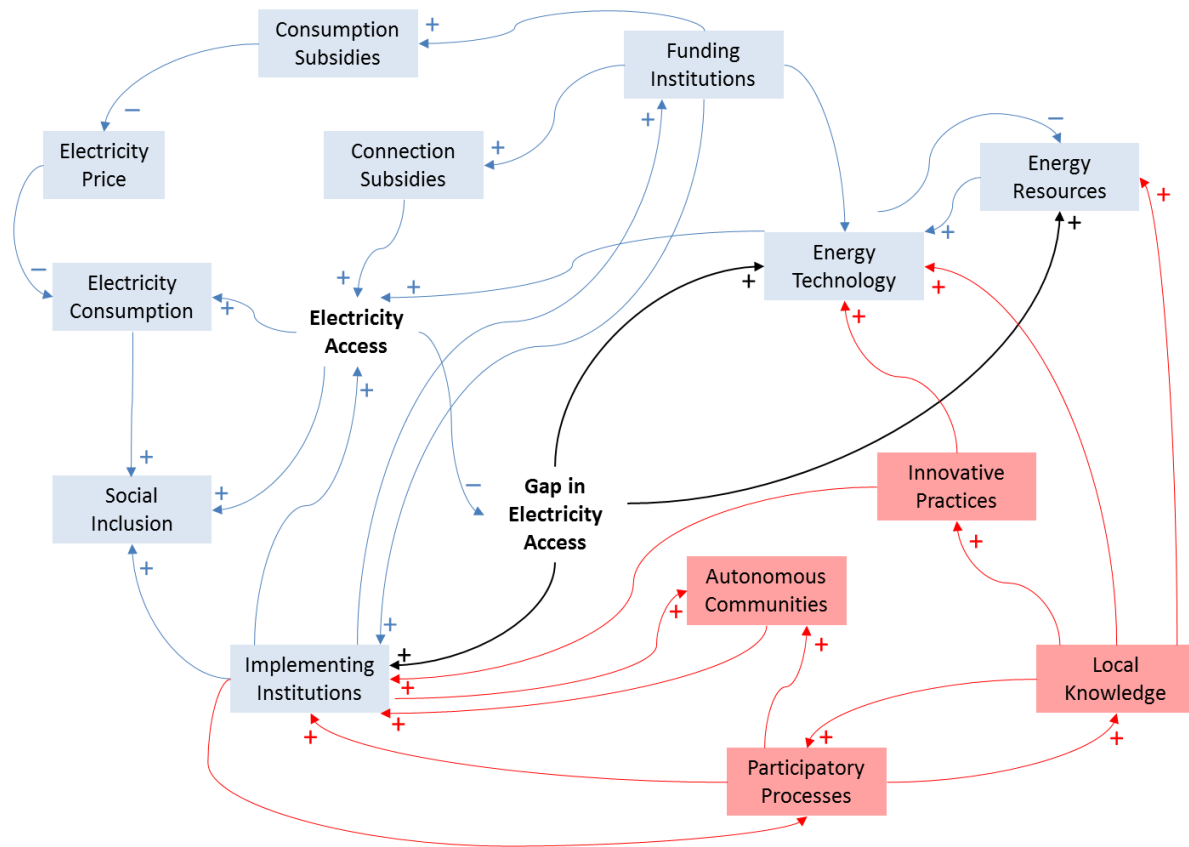 Consumption
Subsidies
+
Funding
Institutions
−
+
+
−
Electricity
Price
Connection
Subsidies
Energy
Resources
+
+
+
Energy
Technology
−
+
+
+
+
+
Electricity
Consumption
+
Electricity
Access
+
+
+
−
+
Social
Inclusion
Gap in
Electricity
Access
Innovative
Practices
+
+
Autonomous
Communities
+
+
+
+
Implementing
Institutions
+
+
Local
Knowledge
+
+
+
+
Participatory
Processes
+